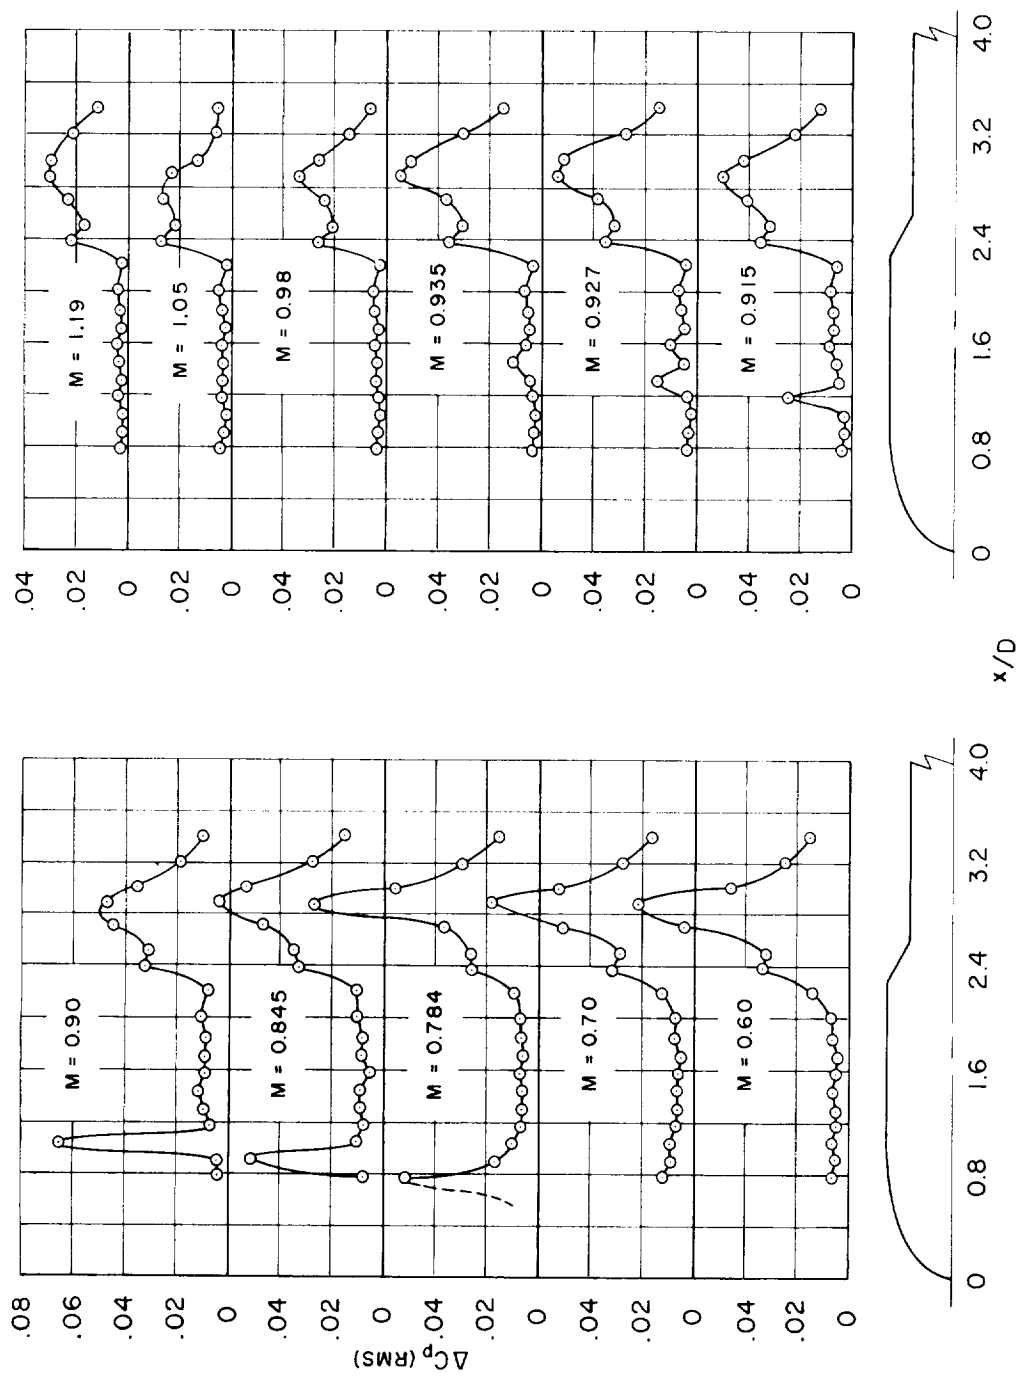 ΔCp (RMS)
.08
.06
.04
.02
0
.04
.02
0
.04
.02
0
.04
.02
0
.04
.02
0
M = 0.90
M = 0.845
M = 0.784
M = 0.70
M = 0.60
0 0.8 1.6 2.4 3.2 4.0
.04
.02
0
.02
0
.04
.02
0
.04
.02
0
.04
.02
0
.04
.02
0
M = 1.19
M = 1.05
M = 0.98
M = 0.935
M = 0.927
M = 0.915
0 0.8 1.6 2.4 3.2 4.0
x/D